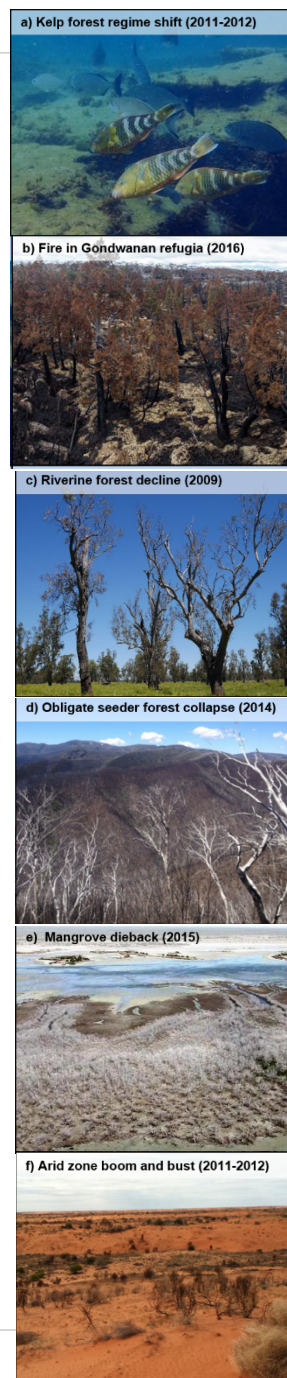 a) Kelp forest regime shift (2011-2012)
b) Fire in Gondwanan refugia (2016)
c) Riverine forest decline (2009)
d) Obligate seeder forest collapse (2014)
e) Mangrove dieback (2015)
f) Arid zone boom and bust (2011-2012)